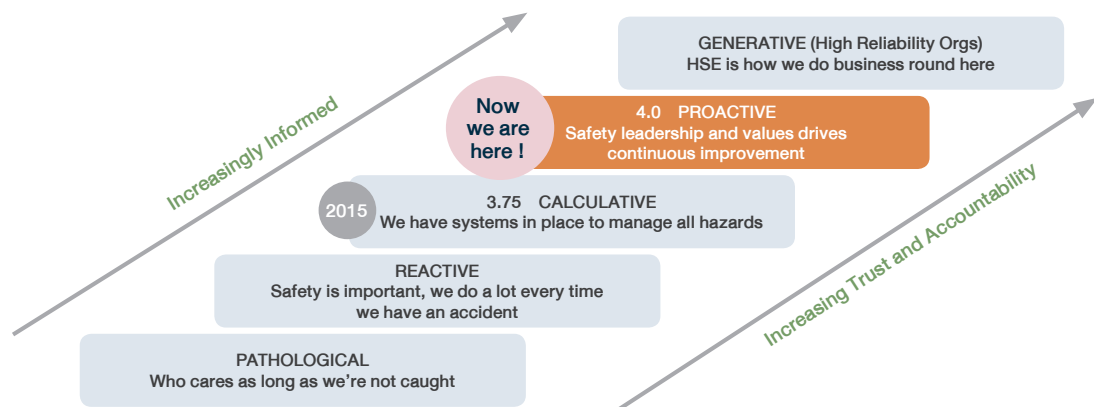 GENERATIVE (High Reliability Orgs)
HSE is how we do business round here
Now
we are
here !
4.0 PROACTIVE
Safety leadership and values drives
continuous improvement
Increasingly Informed
2015
3.75 CALCULATIVE
We have systems in place to manage all hazards
Increasing Trust and Accountability
REACTIVE
Safety is important, we do a lot every time
we have an accident
PATHOLOGICAL
Who cares as long as we’re not caught